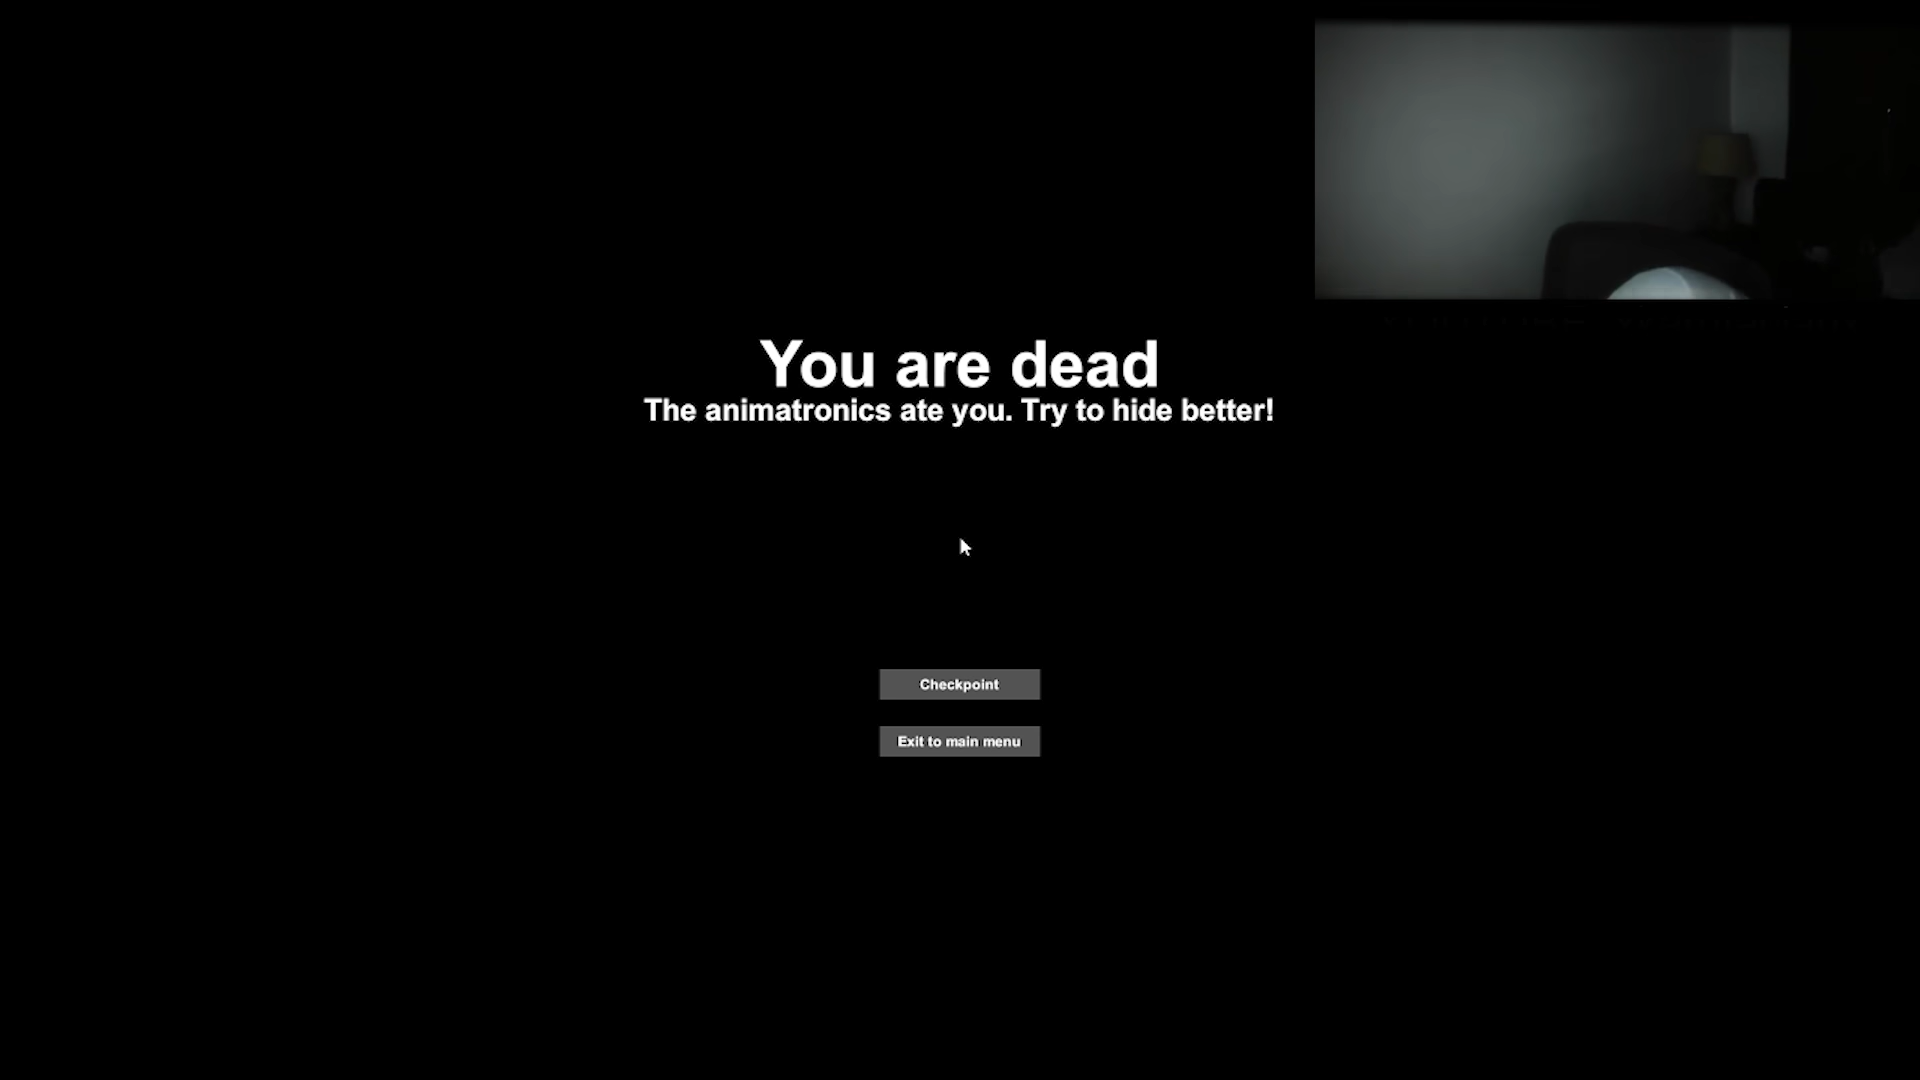 You are dead
The animatronics ate you. Try to hide better!
Checkpoint
Exit to main menu